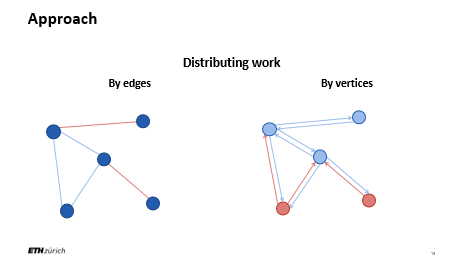 Approach
Distributing work
By edges
By vertices
ETH zürich